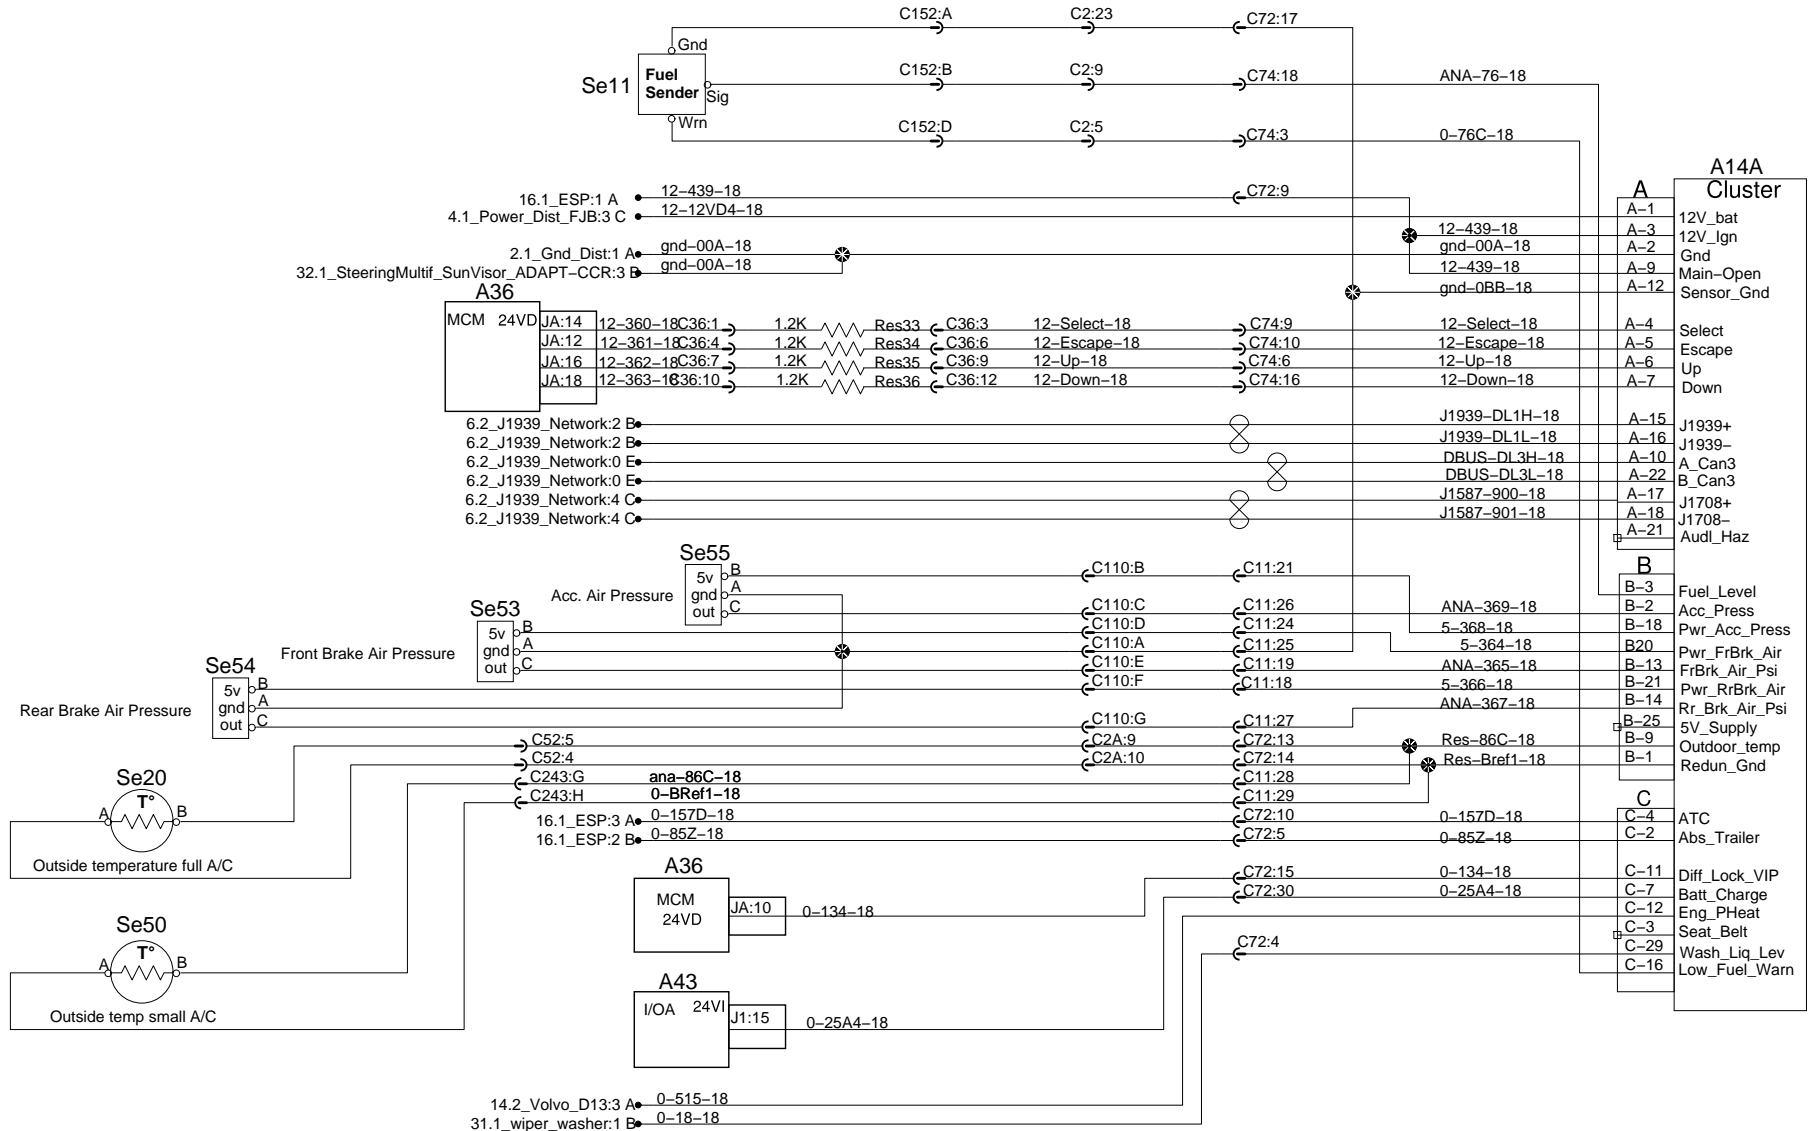 C152:A C2:23 C72:17
Gnd
Se11 Fuel Sender
C152:B C2:9 C74:18 ANA-76-18
Sig
Wrn
C152:D C2:5 C74:3 0-76C-18
A14A
Cluster
A
16.1_ESP:1 A 12-439-18 C72:9
4.1_Power_Dist_FJB:3 C 12-12VD4-18 A-1 12V_bat
12-439-18 A-3 12V_Ign
2.1_Gnd_Dist:1 A gnd-00A-18 gnd-00A-18 A-2 Gnd
32.1_SteeringMultif_SunVisor_ADAPT-CCR:3 gnd-00A-18 12-439-18 A-9 Main-Open
gnd-0BB-18 A-12 Sensor_Gnd
A36
MCM 24VD
JA:14 12-360-18 C36:1 1.2K Res33 C36:3 12-Select-18 C74:9 12-Select-18 A-4 Select
JA:12 12-361-18 C36:4 1.2K Res34 C36:6 12-Escape-18 C74:10 12-Escape-18 A-5 Escape
JA:16 12-362-18 C36:7 1.2K Res35 C36:9 12-Up-18 C74:6 12-Up-18 A-6 Up
JA:18 12-363-18 C36:10 1.2K Res36 C36:12 12-Down-18 C74:16 12-Down-18 A-7 Down
6.2_J1939_Network:2 B J1939-DL1H-18 A-15 J1939+
6.2_J1939_Network:2 B J1939-DL1L-18 A-16 J1939-
6.2_J1939_Network:0 E DBUS-DL3H-18 A-10 A_Can3
6.2_J1939_Network:0 E DBUS-DL3L-18 A-22 B_Can3
6.2_J1939_Network:4 C J1587-900-18 A-17 J1708+
6.2_J1939_Network:4 C J1587-901-18 A-18 J1708-
A-21 Audl_Haz
Se55
5v gnd out
B A C
Acc. Air Pressure
C110:B C11:21
B
B-3 Fuel_Level
C110:C C11:26 ANA-369-18 B-2 Acc_Press
Se53
5v gnd out
B A C
Front Brake Air Pressure
C110:D C11:24 5-368-18 B-18 Pwr_Acc_Press
C110:A C11:25 5-364-18 B20 Pwr_FrBrk_Air
C110:E C11:19 ANA-365-18 B-13 FrBrk_Air_Psi
Se54
5v gnd out
B A C
Rear Brake Air Pressure
C110:F C11:18 5-366-18 B-21 Pwr_RrBrk_Air
ANA-367-18 B-14 Rr_Brk_Air_Psi
C110:G C11:27 B-25 5V_Supply
C52:5 C2A:9 C72:13 Res-86C-18 B-9 Outdoor_temp
C52:4 C2A:10 C72:14 Res-Bref1-18 B-1 Redun_Gnd
C243:G ana-86C-18 C11:28
C243:H 0-BRef1-18 C11:29
Se20
T°
A B
Outside temperature full A/C
C
16.1_ESP:3 A 0-157D-18 C72:10 0-157D-18 C-4 ATC
16.1_ESP:2 B 0-85Z-18 C72:5 0-85Z-18 C-2 Abs_Trailer
A36
MCM
24VD
JA:10 0-134-18
C72:15 0-134-18 C-11 Diff_Lock_VIP
C72:30 0-25A4-18 C-7 Batt_Charge
C-12 Eng_PHeat
C-3 Seat_Belt
C72:4 C-29 Wash_Liq_Lev
C-16 Low_Fuel_Warn
Se50
T°
A B
Outside temp small A/C
A43
I/OA 24VI
J1:15 0-25A4-18
14.2_Volvo_D13:3 A 0-515-18
31.1_wiper_washer:1 B 0-18-18